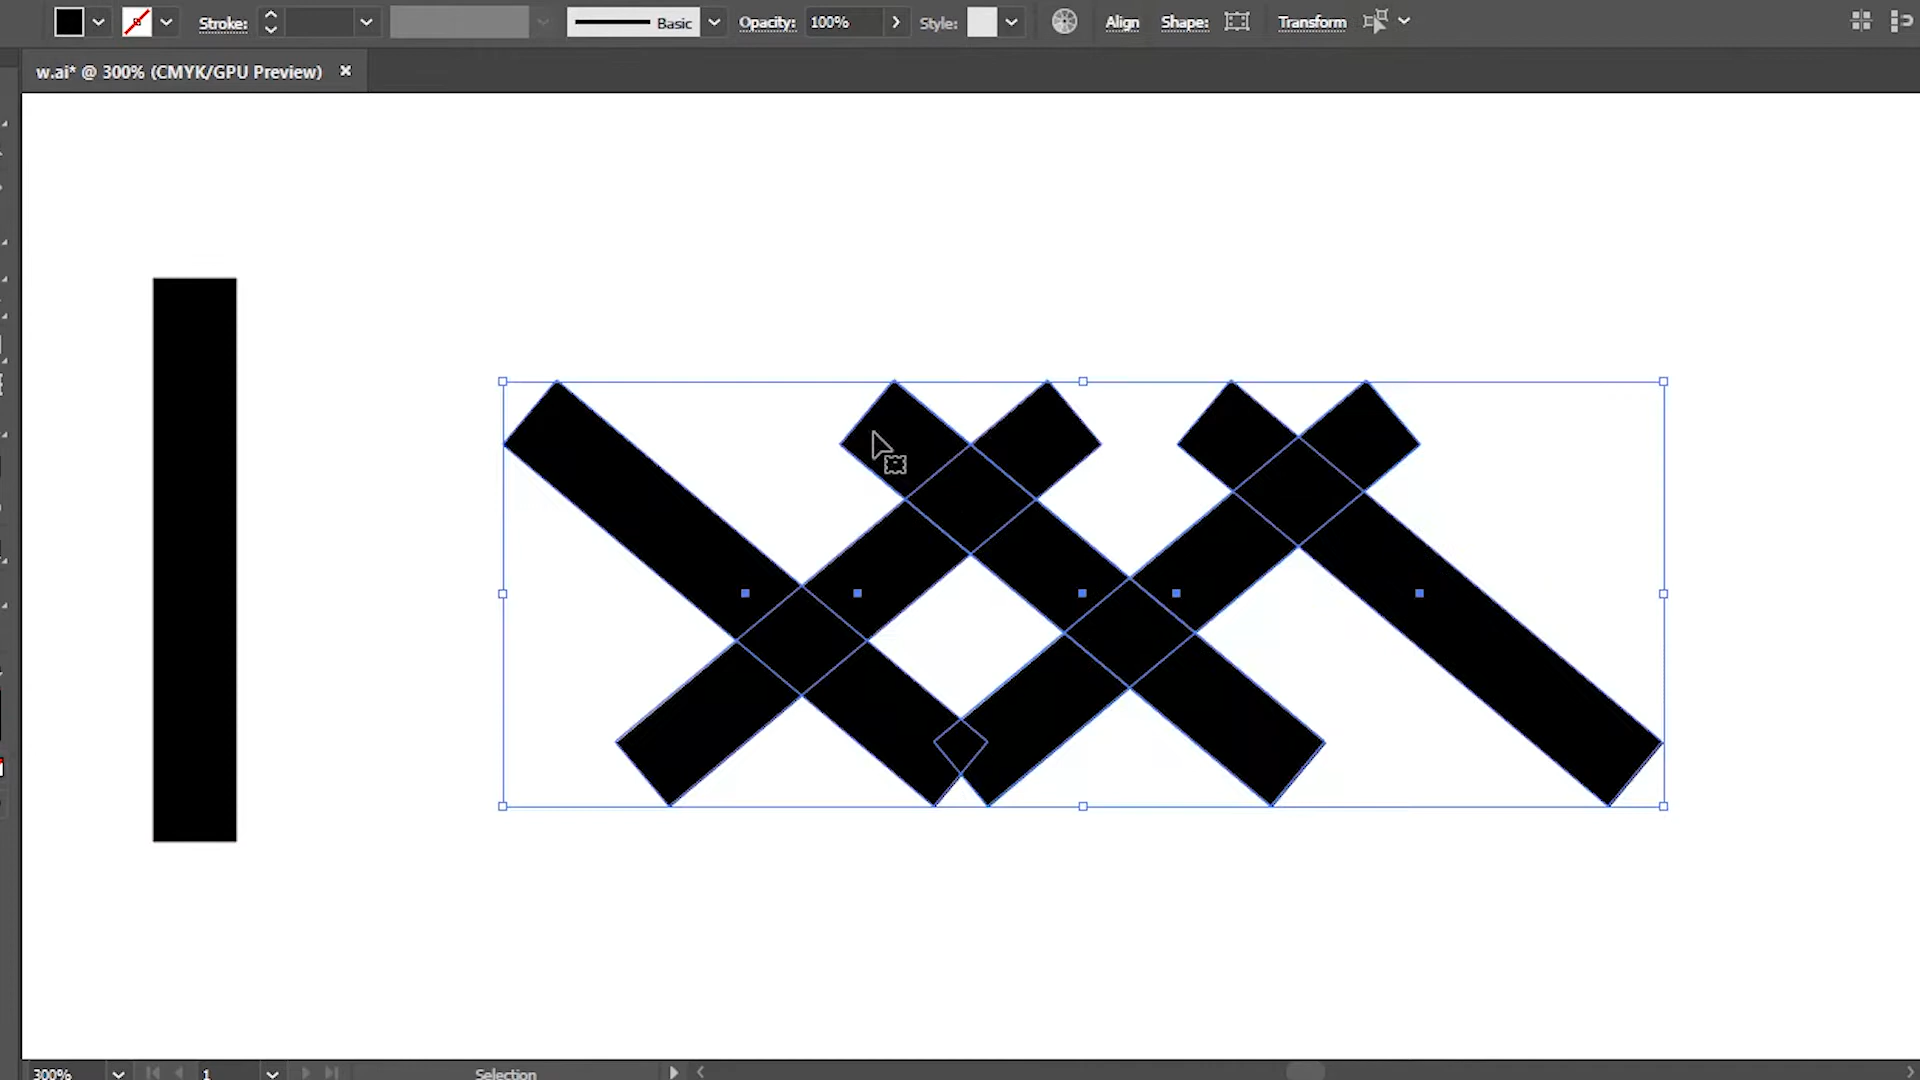 Stroke: Basic Opacity: 100% Style: Align Shape: Transform
w.ai* @ 300% (CMYK/GPU Preview) ×
300% 1 Selection